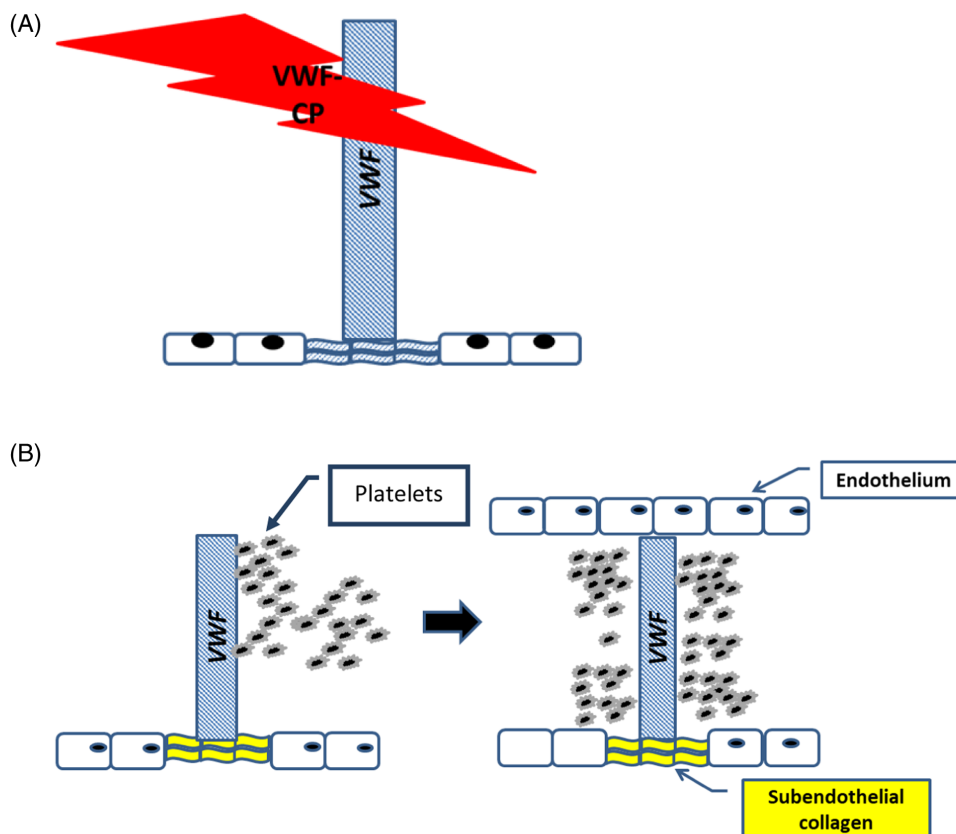 (A)
VWF-
CP
VWF
(B)
Platelets
Endothelium
VWF
VWF
Subendothelial
collagen